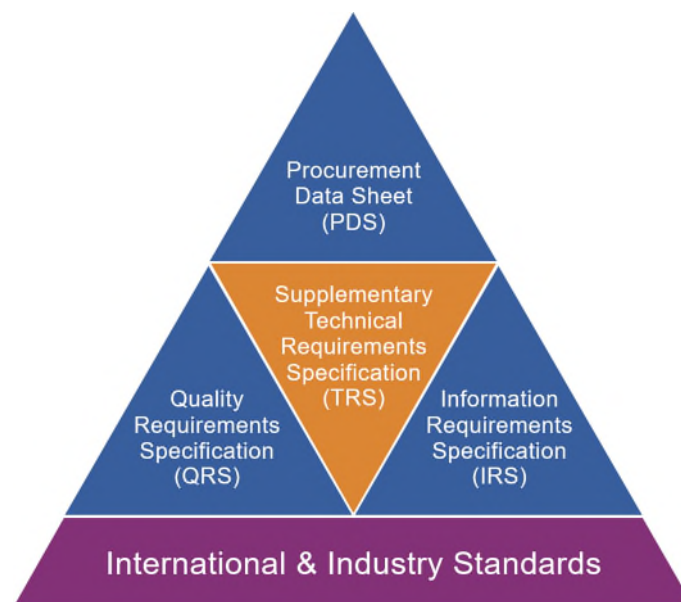 Procurement
Data Sheet
(PDS)
Supplementary
Technical
Requirements
Specification
(TRS)
Quality
Requirements
Specification
(QRS)
Information
Requirements
Specification
(IRS)
International & Industry Standards